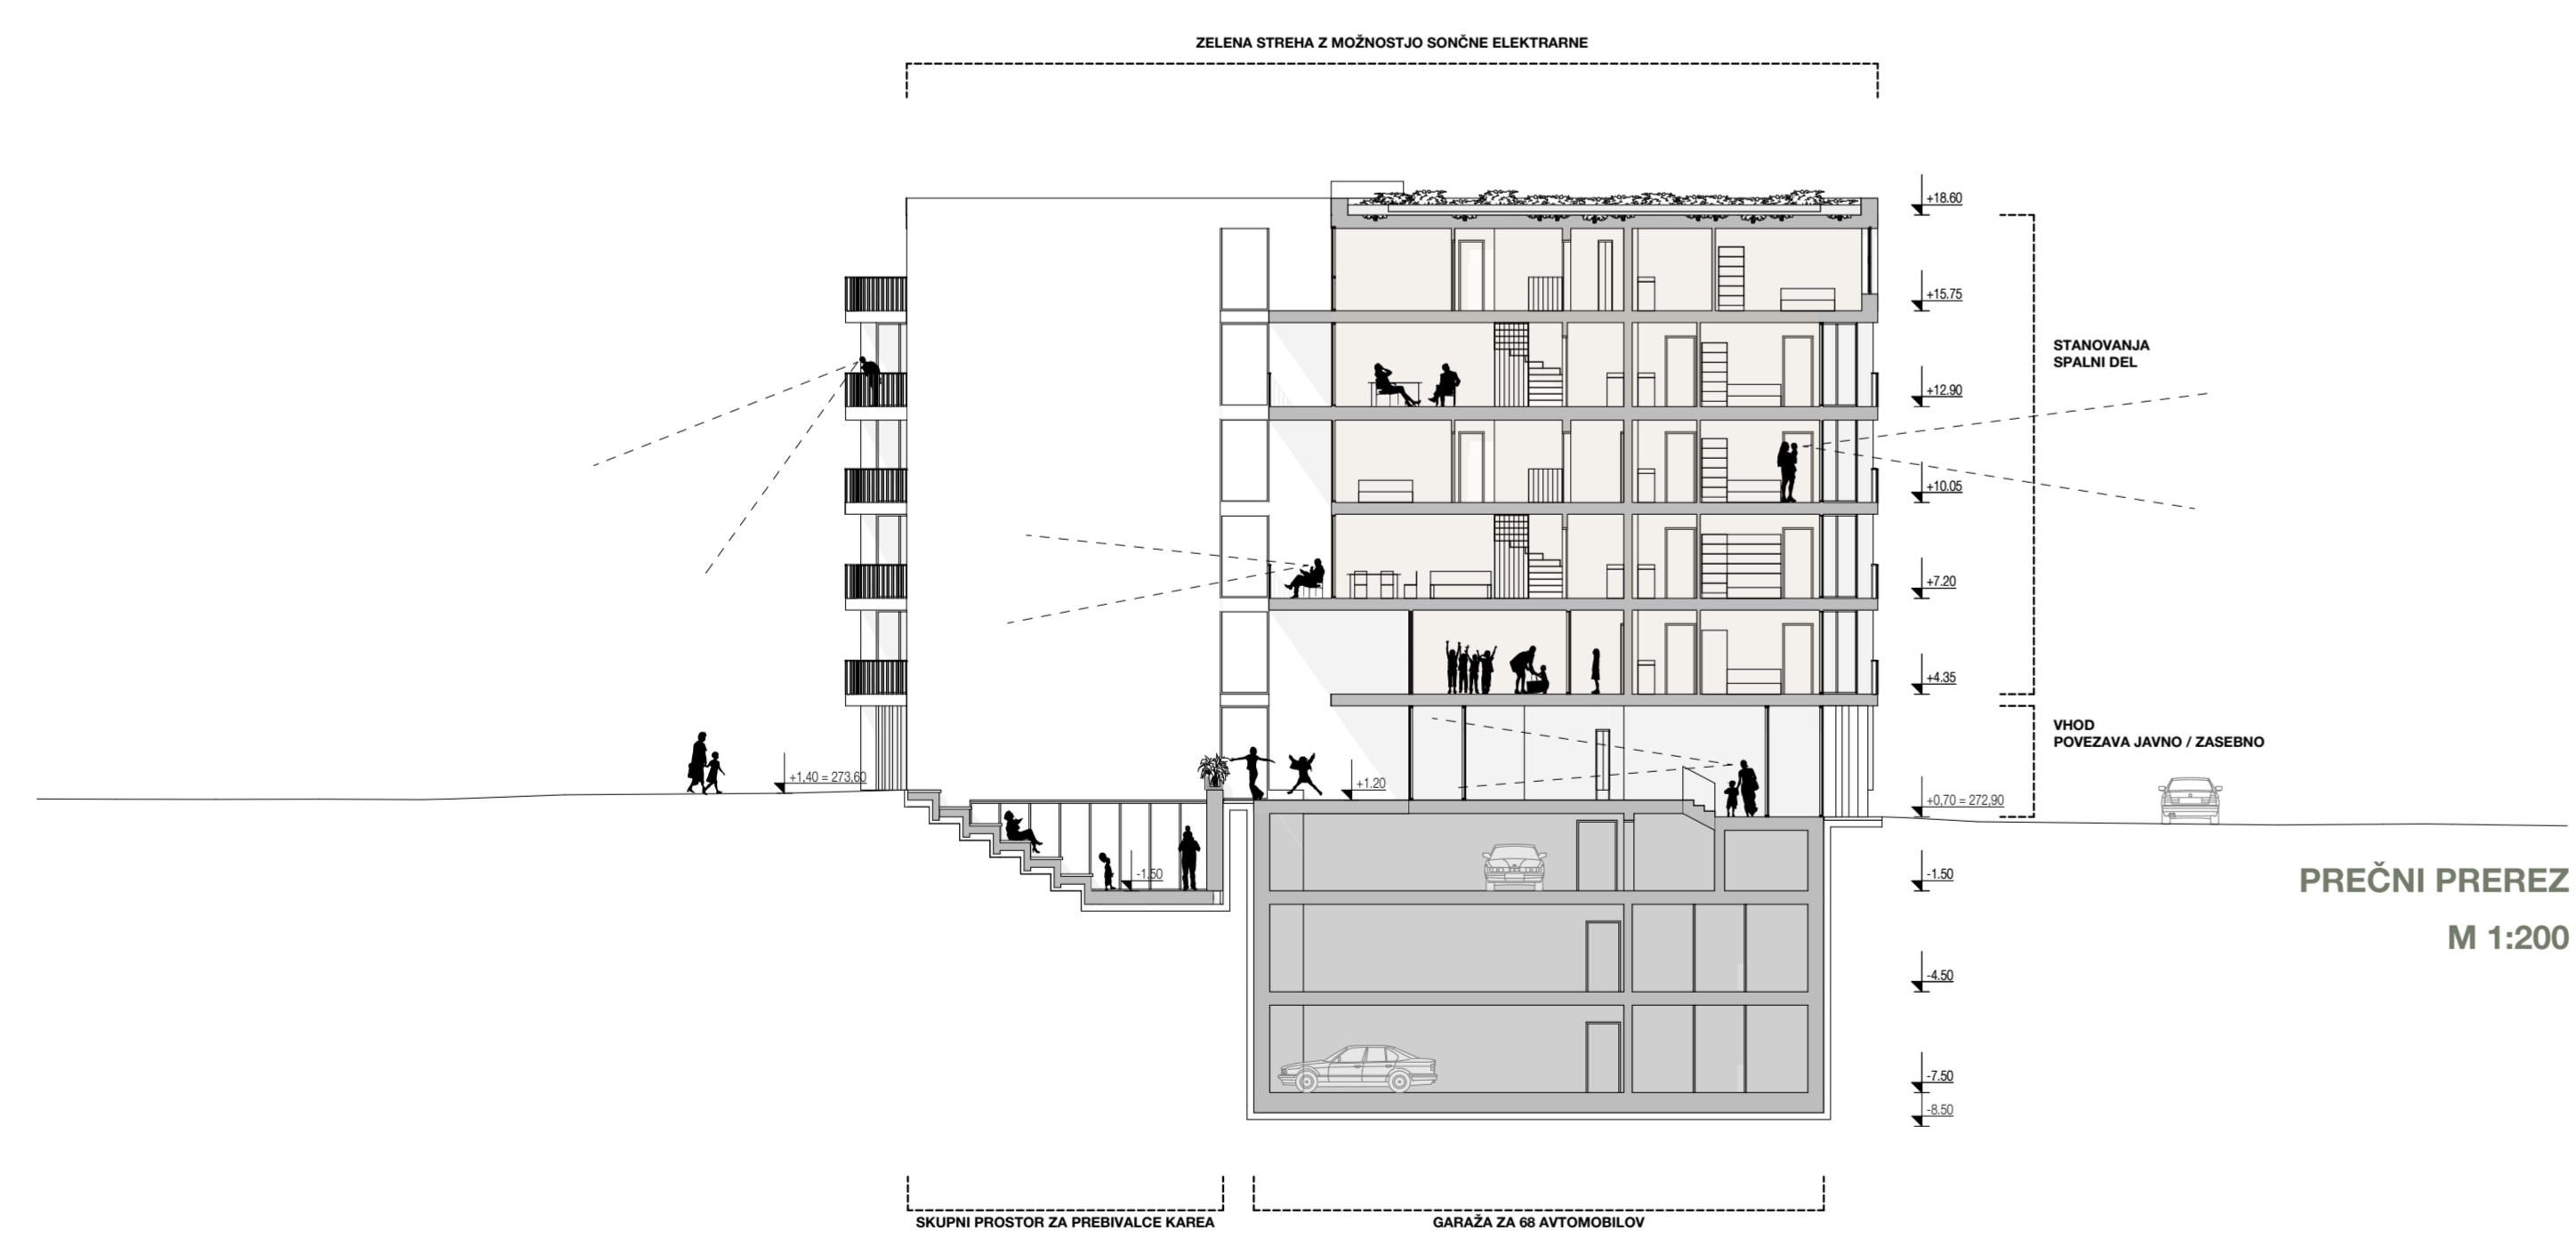 ZELENA STREHA Z MOŽNOSTJO SONČNE ELEKTRARNE
+18.60
+15.75
STANOVANJA
SPALNI DEL
+12.90
+10.05
+7.20
+4.35
VHOD
POVEZAVA JAVNO / ZASEBNO
+1,40 = 273,60
+1.20
+0,70 = 272,90
-1,50
-1.50
PREČNI PREREZ
M 1:200
-4.50
-7.50
-8.50
SKUPNI PROSTOR ZA PREBIVALCE KAREA
GARAŽA ZA 68 AVTOMOBILOV